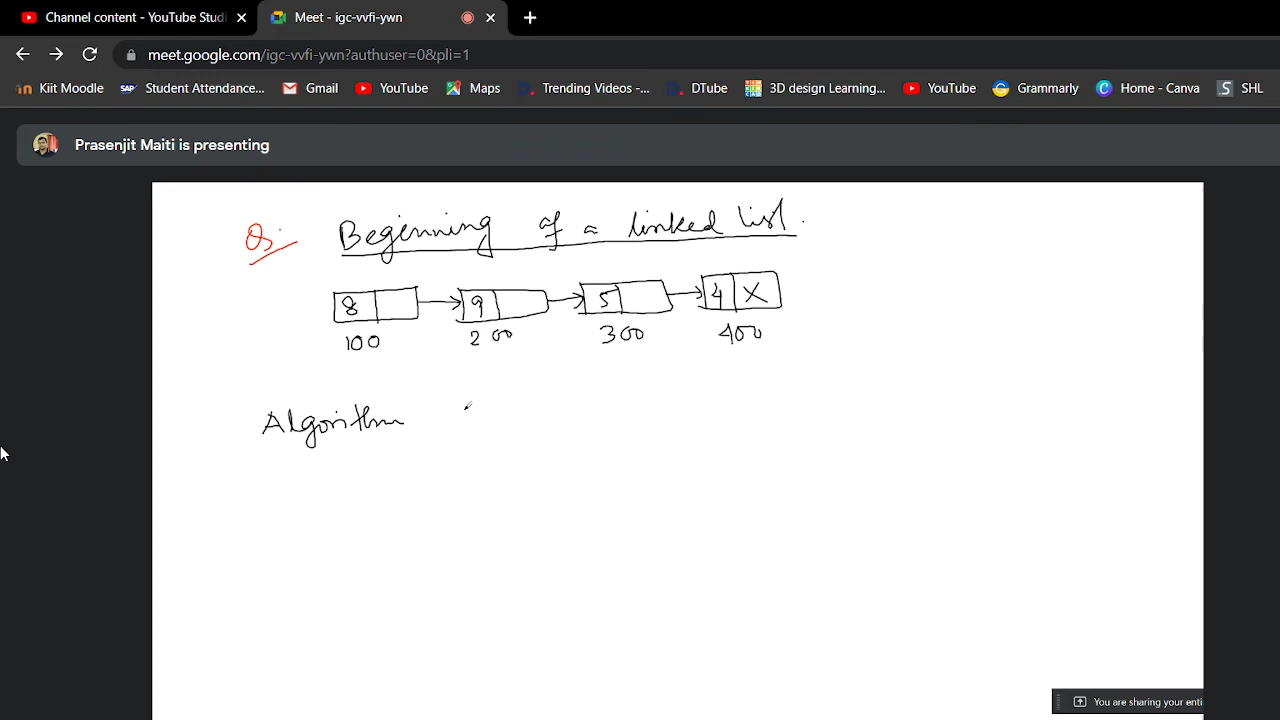 Channel content - YouTube Studi
Meet - igc-vvfi-ywn
meet.google.com/igc-vvfi-ywn?authuser=0&pli=1
Kiit Moodle Student Attendance... Gmail YouTube Maps Trending Videos -... DTube 3D design Learning... YouTube Grammarly Home - Canva SHL
Prasenjit Maiti is presenting
Q. Beginning of a linked list.
8 9 5 4 X
100 200 300 400
Algorithm
You are sharing your enti